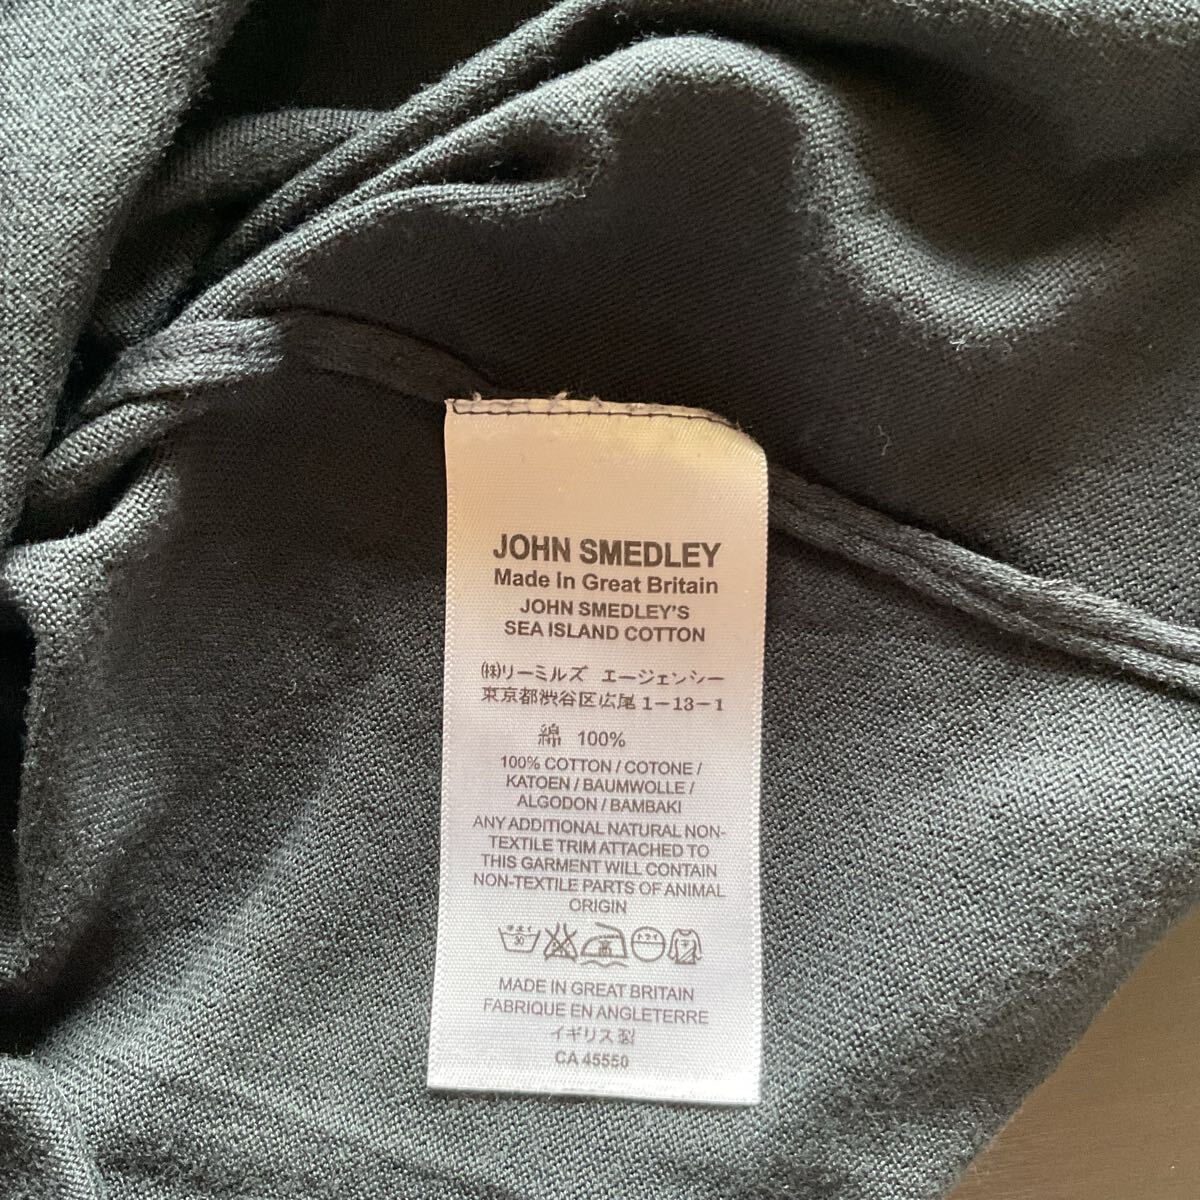 JOHN SMEDLEY
Made In Great Britain
JOHN SMEDLEY'S
SEA ISLAND COTTON
㈱リーミルズ エージェンシー
東京都渋谷区広尾1-13-1
綿 100%
100% COTTON / COTONE /
KATOEN / BAUMWOLLE /
ALGODON / BAMBAKI
ANY ADDITIONAL NATURAL NON-
TEXTILE TRIM ATTACHED TO
THIS GARMENT WILL CONTAIN
NON-TEXTILE PARTS OF ANIMAL
ORIGIN
MADE IN GREAT BRITAIN
FABRIQUE EN ANGLETERRE
イギリス製
CA 45550